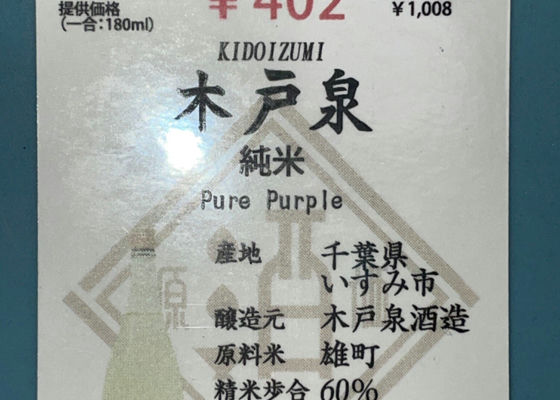 提供価格 ¥402 ¥1,008
(一合:180ml)
KIDOIZUMI
木戸泉
純米
Pure Purple
産地 千葉県
いすみ市
醸造元 木戸泉酒造
原料米 雄町
精米歩合 60%